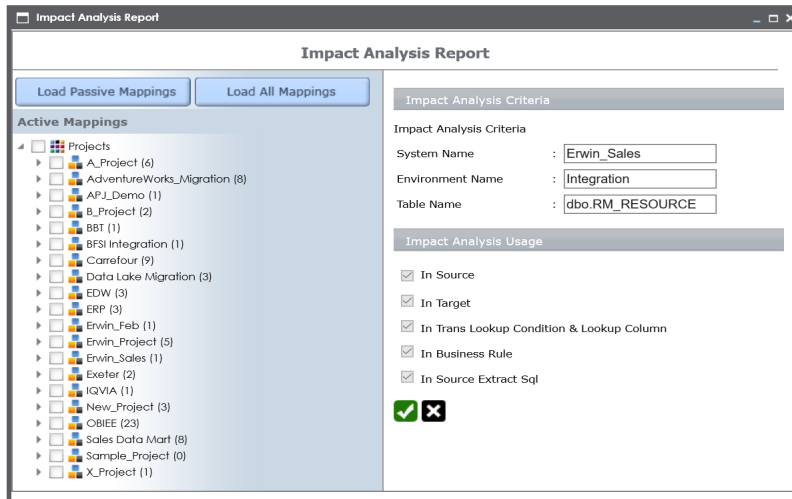 Impact Analysis Report
Impact Analysis Report
Load Passive Mappings
Load All Mappings
Active Mappings
Projects
A_Project (6)
AdventureWorks_Migration (8)
APJ_Demo (1)
B_Project (2)
BBT (1)
BFSI Integration (1)
Carrefour (9)
Data Lake Migration (3)
EDW (3)
ERP (3)
Erwin_Feb (1)
Erwin_Project (5)
Erwin_Sales (1)
Exeter (2)
IQVIA (1)
New_Project (3)
OBIEE (23)
Sales Data Mart (8)
Sample_Project (0)
X_Project (1)
Impact Analysis Criteria
Impact Analysis Criteria
System Name : Erwin_Sales
Environment Name : Integration
Table Name : dbo.RM_RESOURCE
Impact Analysis Usage
In Source
In Target
In Trans Lookup Condition & Lookup Column
In Business Rule
In Source Extract Sql